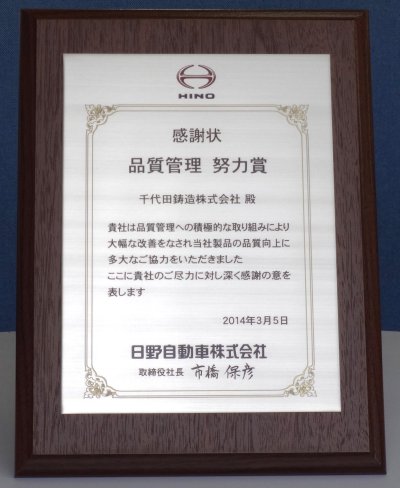 HINO
感謝状
品質管理 努力賞
千代田鋳造株式会社 殿
貴社は品質管理への積極的な取り組みにより
大幅な改善をなされ当社製品の品質向上に
多大なご協力をいただきました
ここに貴社のご尽力に対し深く感謝の意を
表します
2014年3月5日
日野自動車株式会社
取締役社長 市橋 保彦